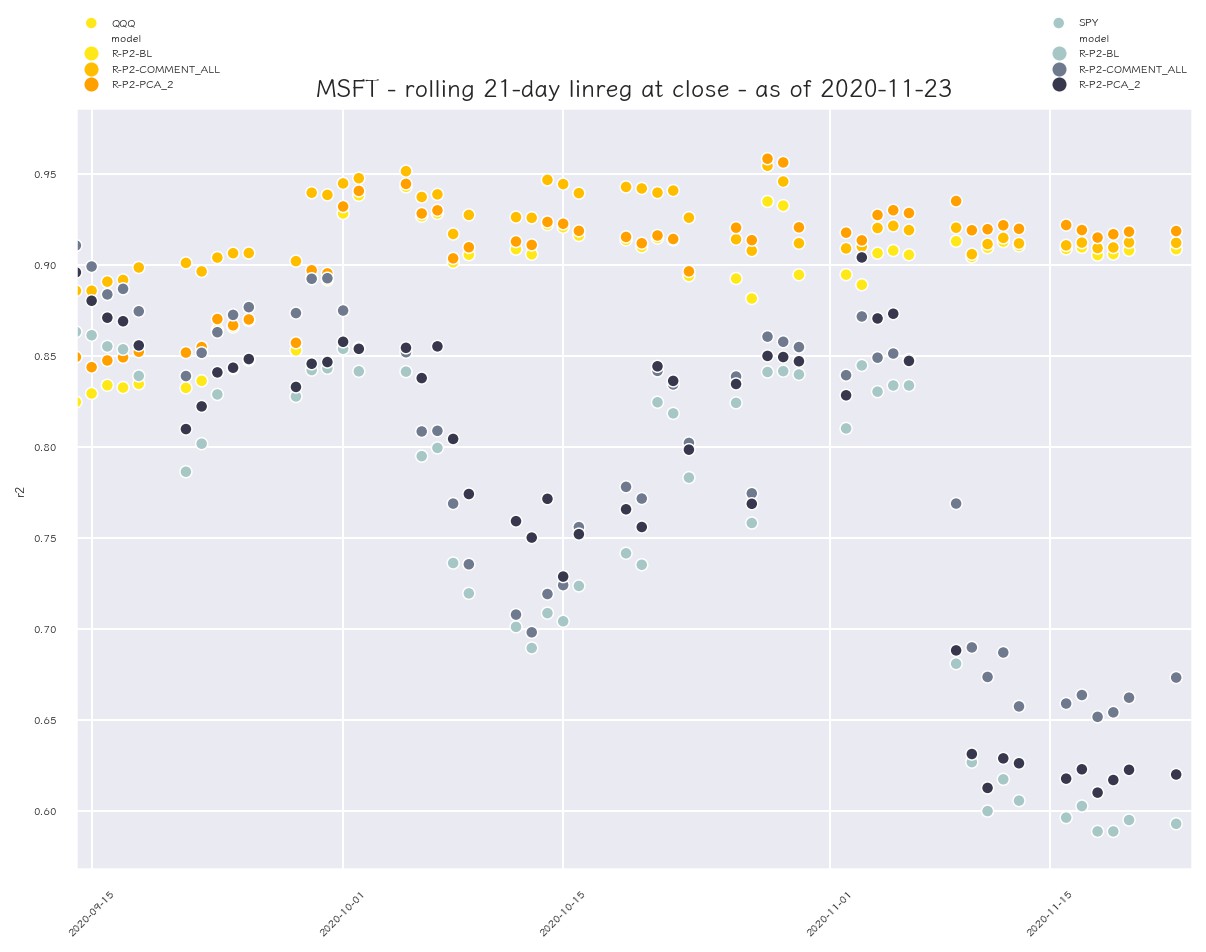 QQQ
model
R-P2-BL
R-P2-COMMENT_ALL
R-P2-PCA_2
SPY
model
R-P2-BL
R-P2-COMMENT_ALL
R-P2-PCA_2
MSFT - rolling 21-day linreg at close - as of 2020-11-23
0.95
0.90
0.85
0.80
0.75
0.70
0.65
0.60
r2
2020-09-15
2020-10-01
2020-10-15
2020-11-01
2020-11-15